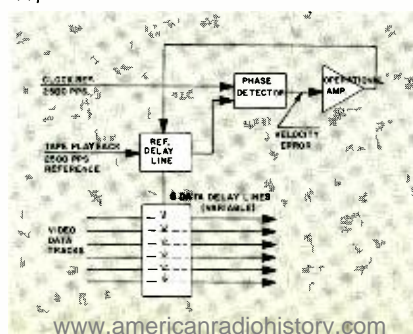 CLOCK REF.
2500 PPS
PHASE
DETECTOR
OPERATIONAL
AMP
VELOCITY
ERROR
TAPE PLAYBACK
2500 PPS
REFERENCE
REF.
DELAY
LINE
6 DATA DELAY LINES
(VARIABLE)
VIDEO
DATA
TRACKS
www.americanradiohistory.com